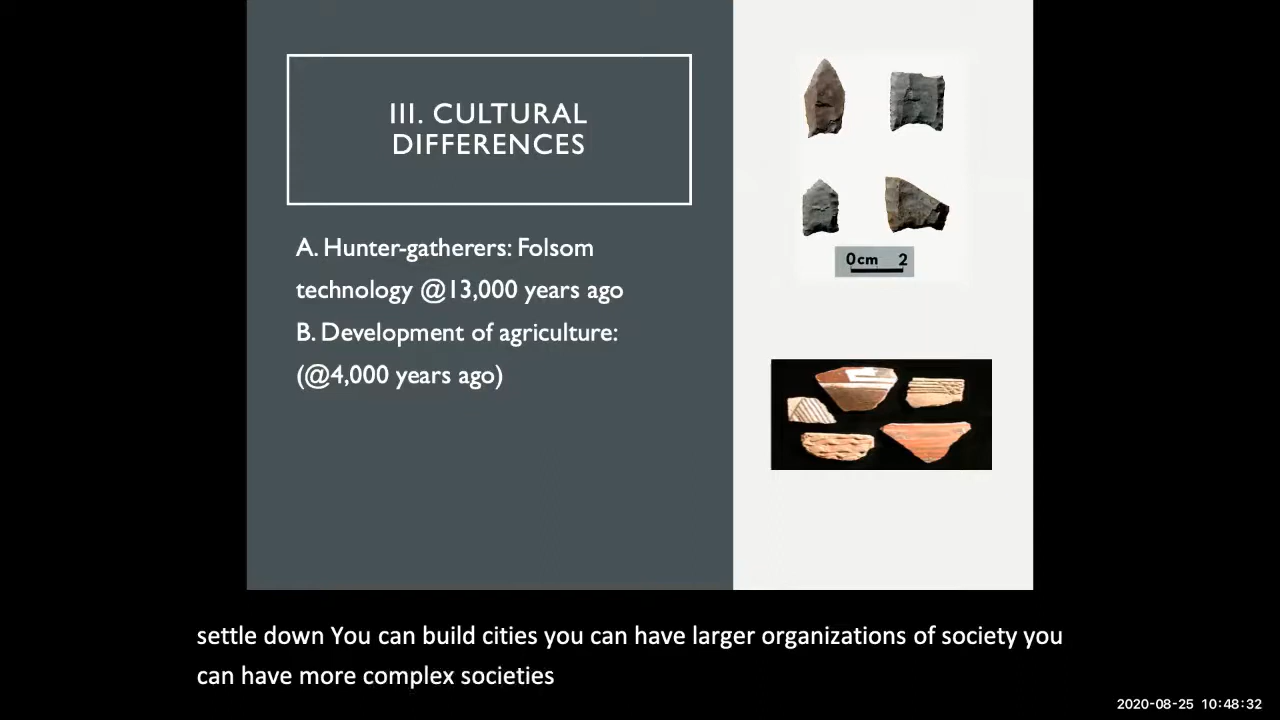 III. CULTURAL
DIFFERENCES
A. Hunter-gatherers: Folsom
technology @13,000 years ago
B. Development of agriculture:
(@4,000 years ago)
0cm 2
settle down You can build cities you can have larger organizations of society you
can have more complex societies
2020-08-25 10:48:32